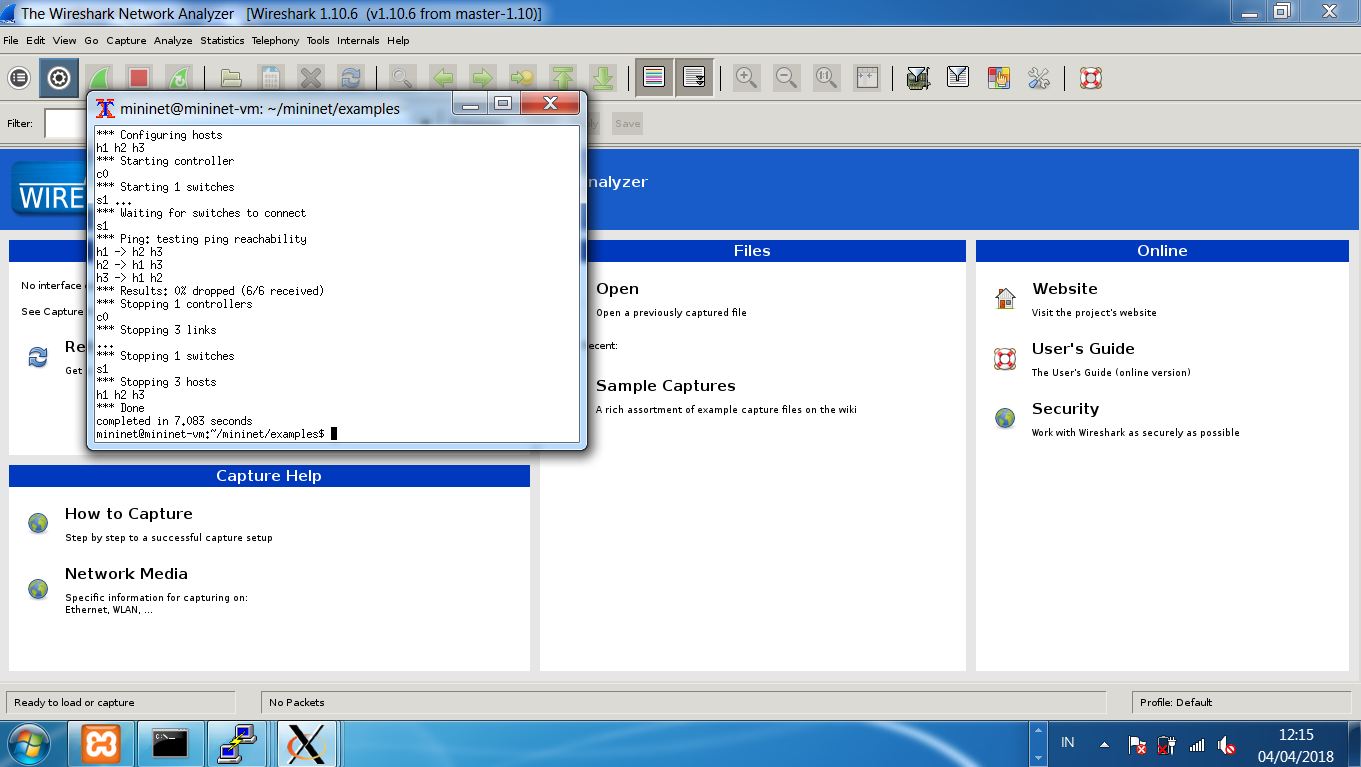 The Wireshark Network Analyzer [Wireshark 1.10.6 (v1.10.6 from master-1.10)]
File Edit View Go Capture Analyze Statistics Telephony Tools Internals Help
Filter:
Save
mininet@mininet-vm: ~/mininet/examples
*** Configuring hosts
h1 h2 h3
*** Starting controller
c0
*** Starting 1 switches
s1 ...
*** Waiting for switches to connect
s1
*** Ping: testing ping reachability
h1 -> h2 h3
h2 -> h1 h3
h3 -> h1 h2
*** Results: 0% dropped (6/6 received)
*** Stopping 1 controllers
c0
*** Stopping 3 links
...
*** Stopping 1 switches
s1
*** Stopping 3 hosts
h1 h2 h3
*** Done
completed in 7.083 seconds
mininet@mininet-vm:~/mininet/examples$
WIRE
nalyzer
No interface
See Capture
Re
Get
Capture Help
How to Capture
Step by step to a successful capture setup
Network Media
Specific information for capturing on:
Ethernet, WLAN, ...
Files
Open
Open a previously captured file
ecent:
Sample Captures
A rich assortment of example capture files on the wiki
Online
Website
Visit the project's website
User's Guide
The User's Guide (online version)
Security
Work with Wireshark as securely as possible
Ready to load or capture
No Packets
Profile: Default
IN
12:15
04/04/2018